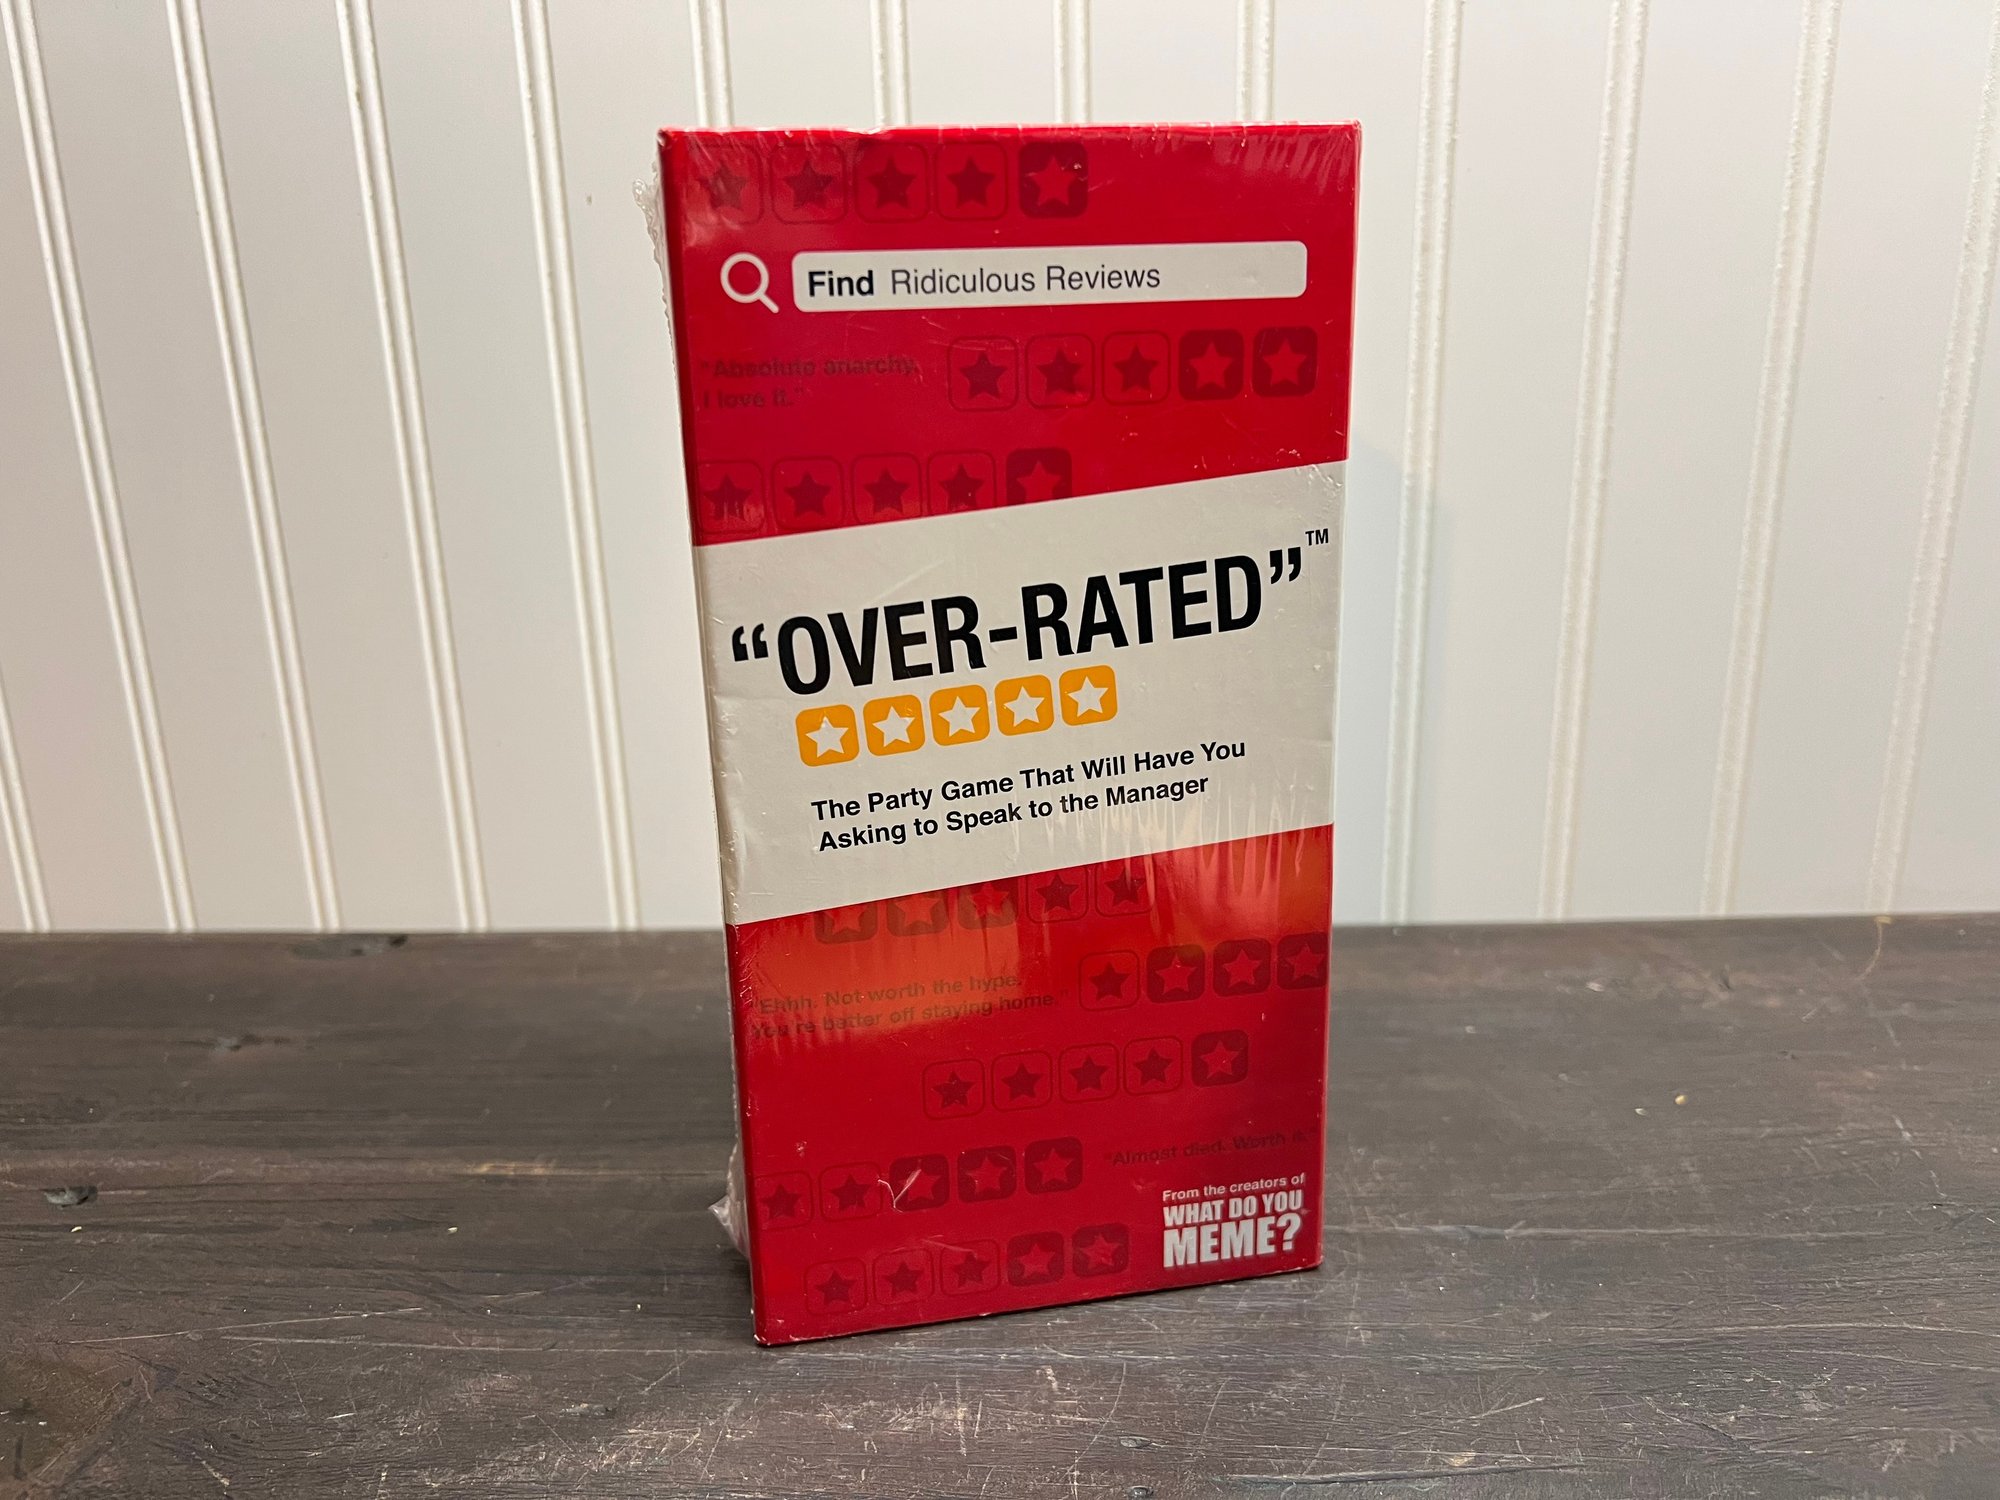 Find Ridiculous Reviews
"Absolute anarchy.
I love it."
“OVER-RATED”™
The Party Game That Will Have You
Asking to Speak to the Manager
"Ehhh. Not worth the hype.
You're better off staying home."
"Almost died. Worth it."
From the creators of
WHAT DO YOU
MEME?